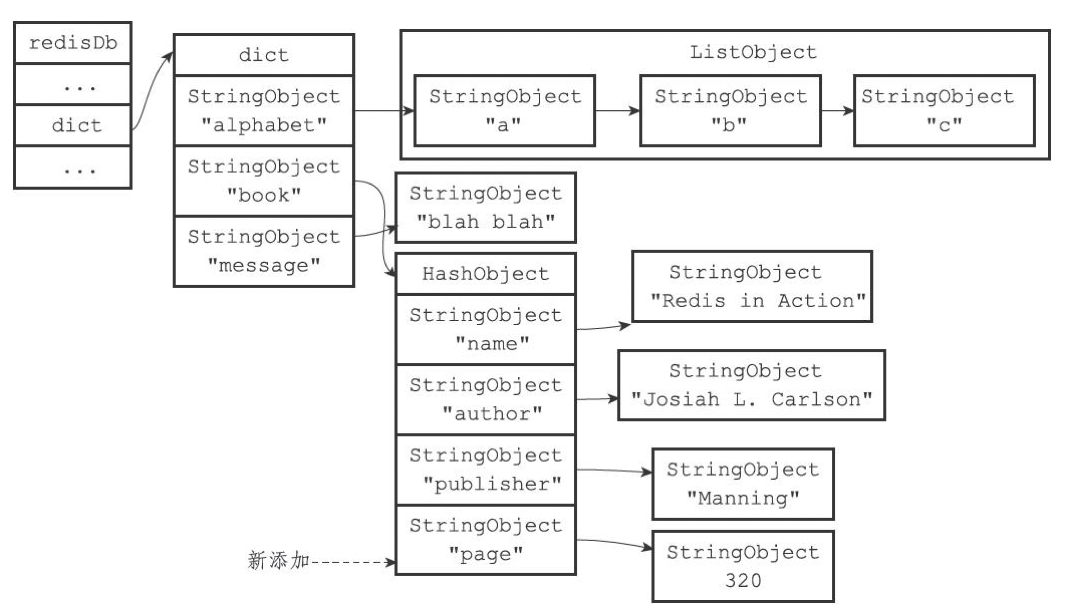 redisDb
...
dict
...
dict
StringObject
"alphabet"
StringObject
"book"
StringObject
"message"
ListObject
StringObject
"a"
StringObject
"b"
StringObject
"c"
StringObject
"blah blah"
HashObject
StringObject
"name"
StringObject
"author"
StringObject
"publisher"
StringObject
"page"
StringObject
"Redis in Action"
StringObject
"Josiah L. Carlson"
StringObject
"Manning"
StringObject
320
新添加